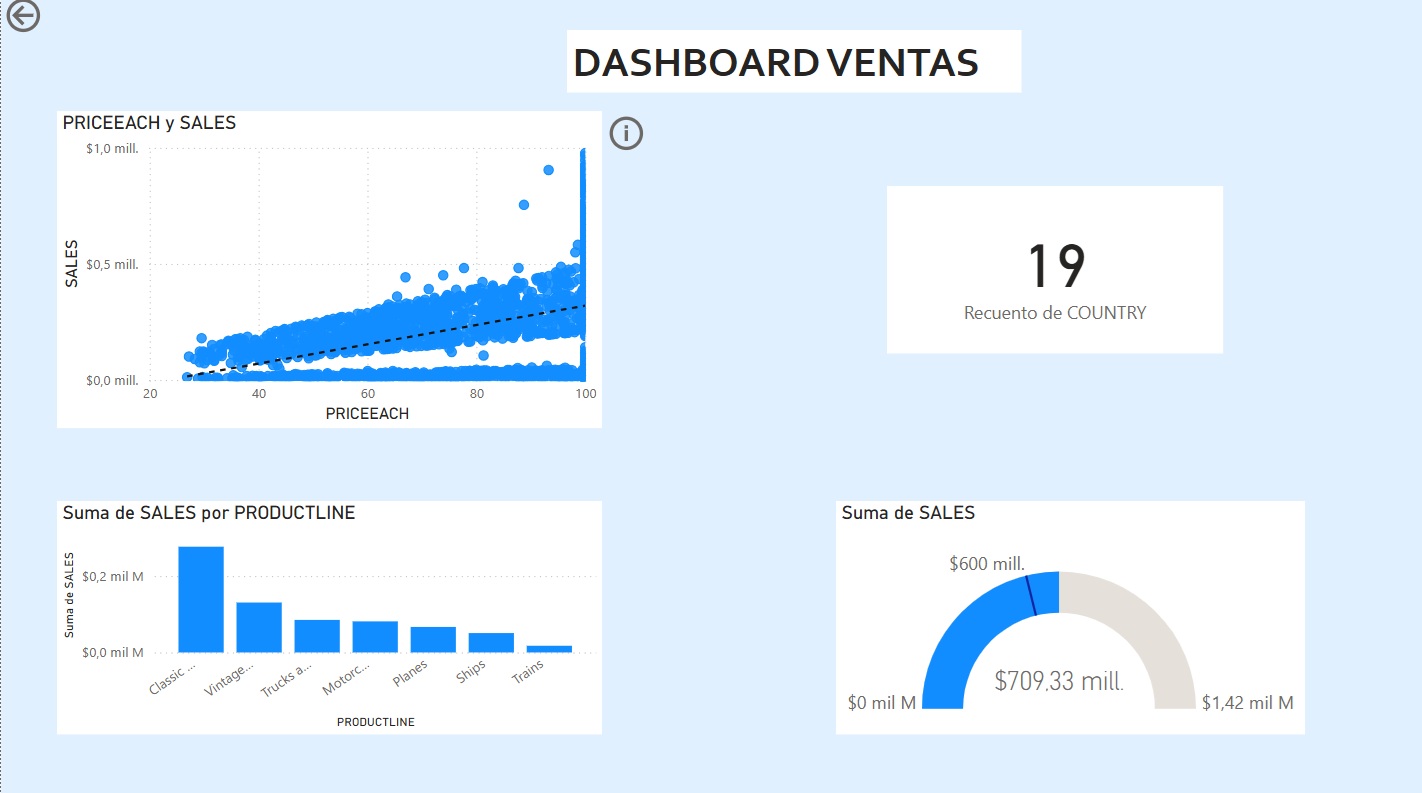 DASHBOARD VENTAS
PRICEEACH y SALES
SALES
$1,0 mill.
$0,5 mill.
$0,0 mill.
20 40 60 80 100
PRICEEACH
19
Recuento de COUNTRY
Suma de SALES por PRODUCTLINE
Suma de SALES
$0,2 mil M
$0,0 mil M
Classic ... Vintage... Trucks a... Motorc... Planes Ships Trains
PRODUCTLINE
Suma de SALES
$600 mill.
$709,33 mill.
$0 mil M
$1,42 mil M